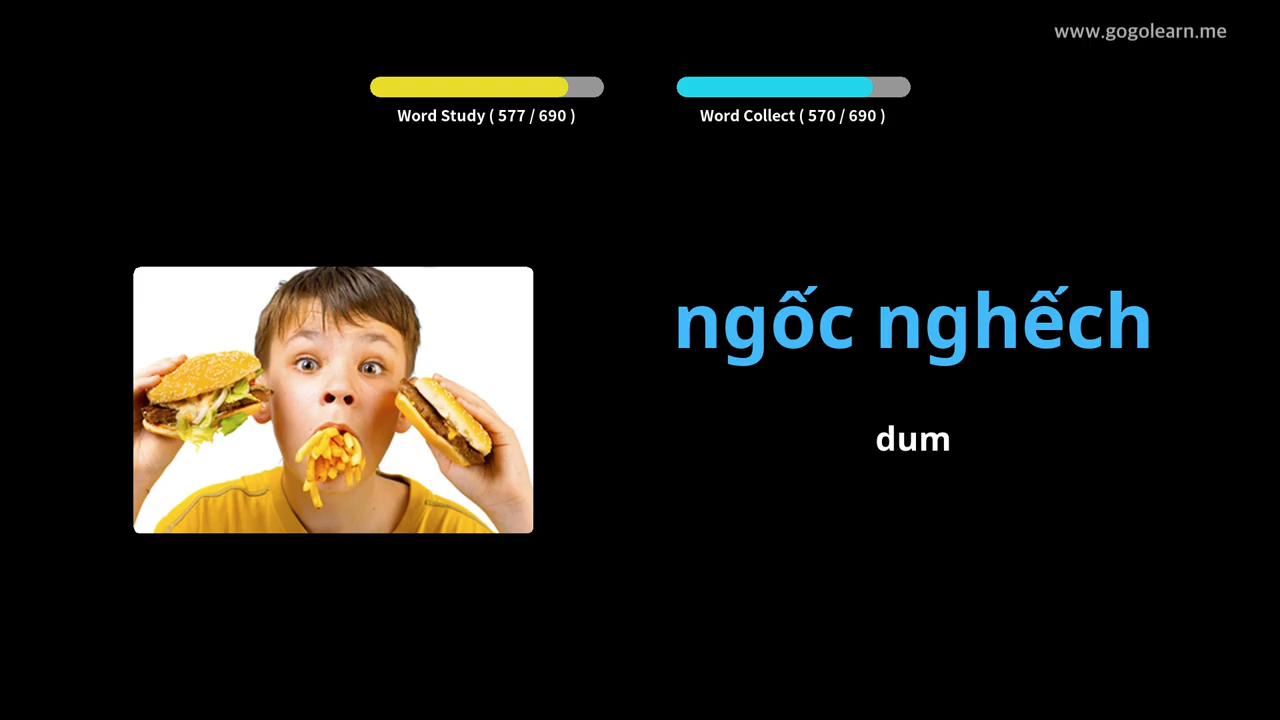 www.gogolearn.me
Word Study ( 577 / 690 )
Word Collect ( 570 / 690 )
ngốc nghếch
dum